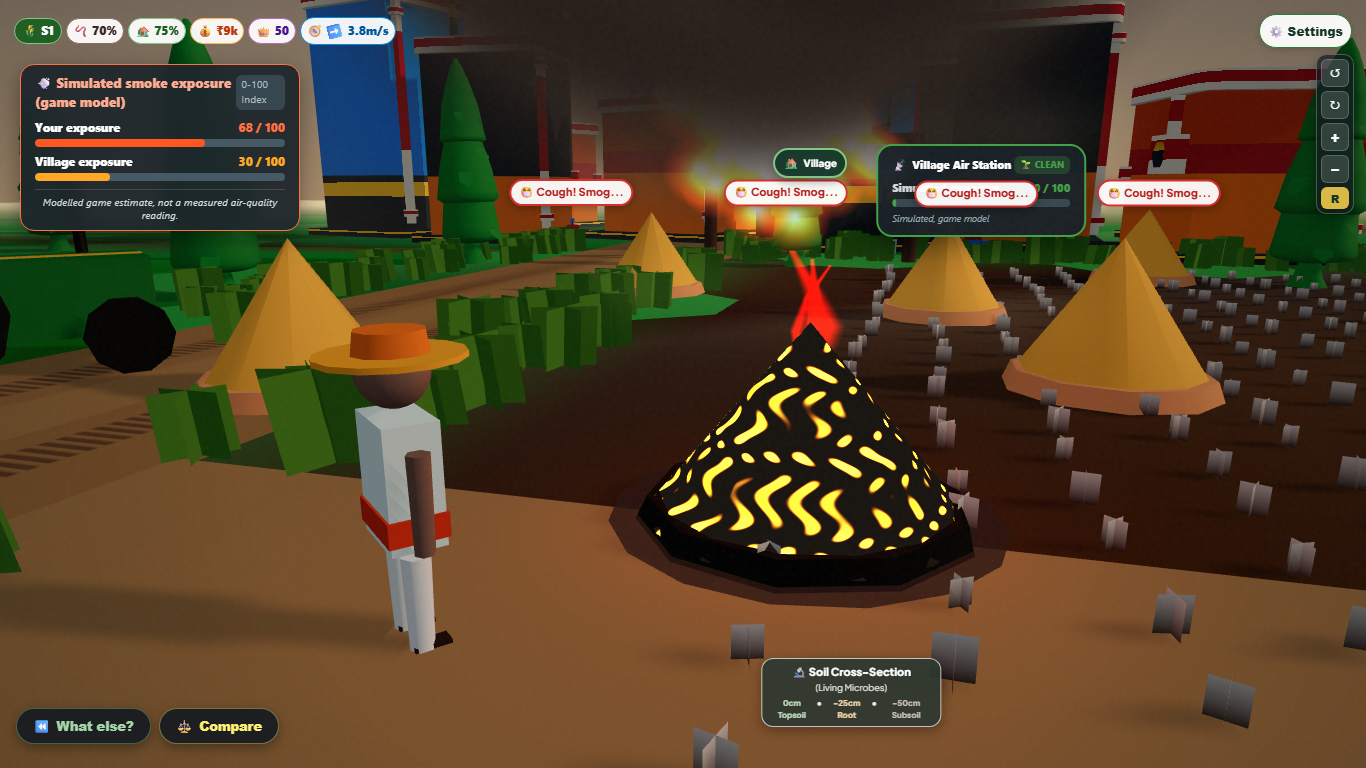 S1
70%
75%
₹9k
50
3.8m/s
Settings
Simulated smoke exposure
(game model)
0-100
Index
Your exposure
68 / 100
Village exposure
30 / 100
Modelled game estimate, not a measured air-quality
reading.
R
Village
Village Air Station
CLEAN
Cough! Smog...
Cough! Smog...
Cough! Smog...
Cough! Smog...
/ 100
Simulated, game model
Soil Cross-Section
(Living Microbes)
0cm • -25cm • -50cm
Topsoil Root Subsoil
What else?
Compare